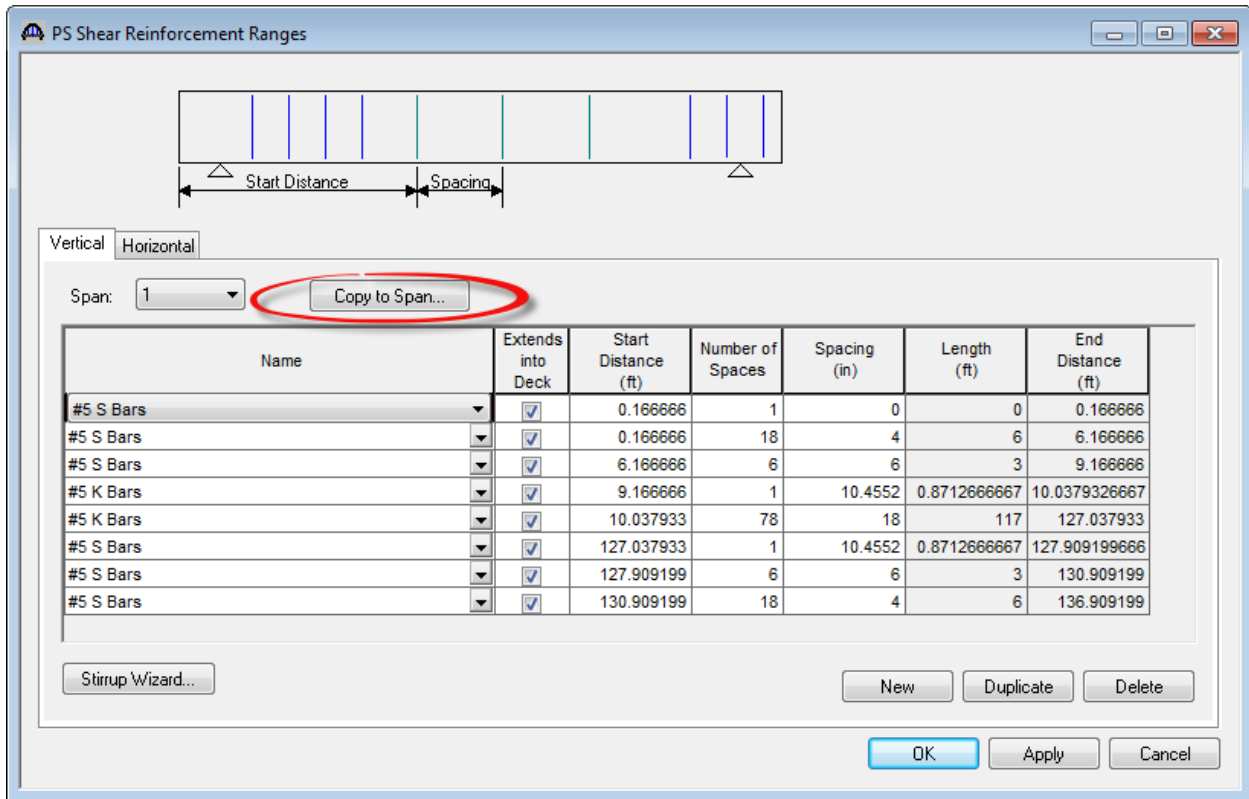 PS Shear Reinforcement Ranges
Start Distance
Spacing
Vertical Horizontal
Span: 1 Copy to Span...
Name Extends into Deck Start Distance (ft) Number of Spaces Spacing (in) Length (ft) End Distance (ft)
#5 S Bars 0.166666 1 0 0 0.166666
#5 S Bars 0.166666 18 4 6 6.166666
#5 S Bars 6.166666 6 6 3 9.166666
#5 K Bars 9.166666 1 10.4552 0.8712666667 10.0379326667
#5 K Bars 10.037933 78 18 117 127.037933
#5 S Bars 127.037933 1 10.4552 0.8712666667 127.909199666
#5 S Bars 127.909199 6 6 3 130.909199
#5 S Bars 130.909199 18 4 6 136.909199
Stirrup Wizard... New Duplicate Delete
OK Apply Cancel